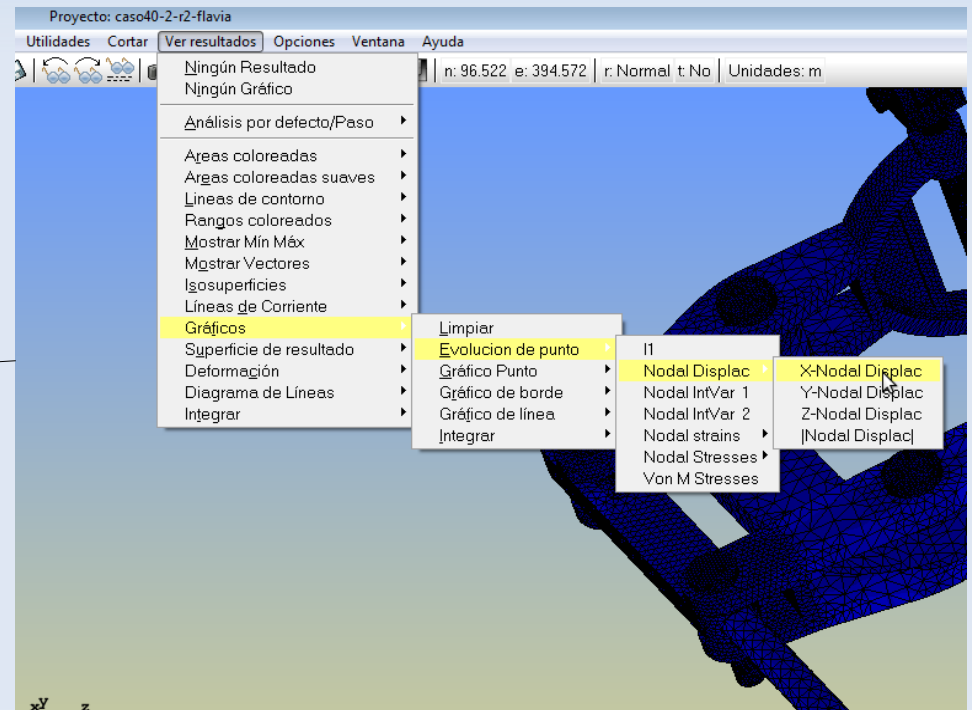 Proyecto: caso40-2-r2-flavia
Utilidades Cortar Ver resultados Opciones Ventana Ayuda
n: 96.522 e: 394.572 r: Normal t: No Unidades: m
Ningún Resultado
Ningún Gráfico
Análisis por defecto/Paso
Areas coloreadas
Areas coloreadas suaves
Lineas de contorno
Rangos coloreados
Mostrar Mín Máx
Mostrar Vectores
Isosuperficies
Líneas de Corriente
Gráficos
Superficie de resultado
Deformación
Diagrama de Líneas
Integrar
Limpiar
Evolucion de punto
Gráfico Punto
Gráfico de borde
Gráfico de línea
Integrar
I1
Nodal Displac
Nodal IntVar 1
Nodal IntVar 2
Nodal strains
Nodal Stresses
Von M Stresses
X-Nodal Displac
Y-Nodal Displac
Z-Nodal Displac
|Nodal Displac|
x y z